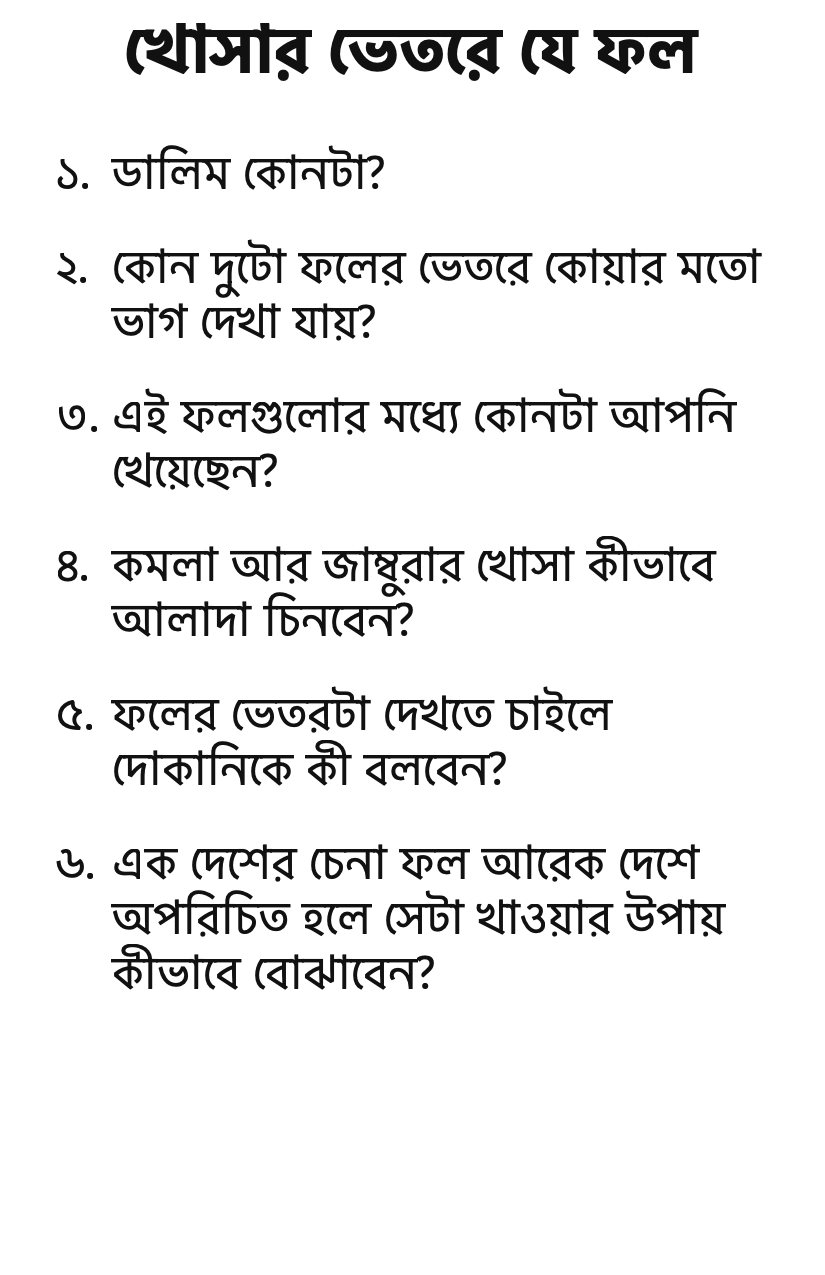 খোসার ভেতরে যে ফল
১. ডালিম কোনটা?
২. কোন দুটো ফলের ভেতরে কোয়ার মতো
ভাগ দেখা যায়?
৩. এই ফলগুলোর মধ্যে কোনটা আপনি
খেয়েছেন?
৪. কমলা আর জাম্বুরার খোসা কীভাবে
আলাদা চিনবেন?
৫. ফলের ভেতরটা দেখতে চাইলে
দোকানিকে কী বলবেন?
৬. এক দেশের চেনা ফল আরেক দেশে
অপরিচিত হলে সেটা খাওয়ার উপায়
কীভাবে বোঝাবেন?